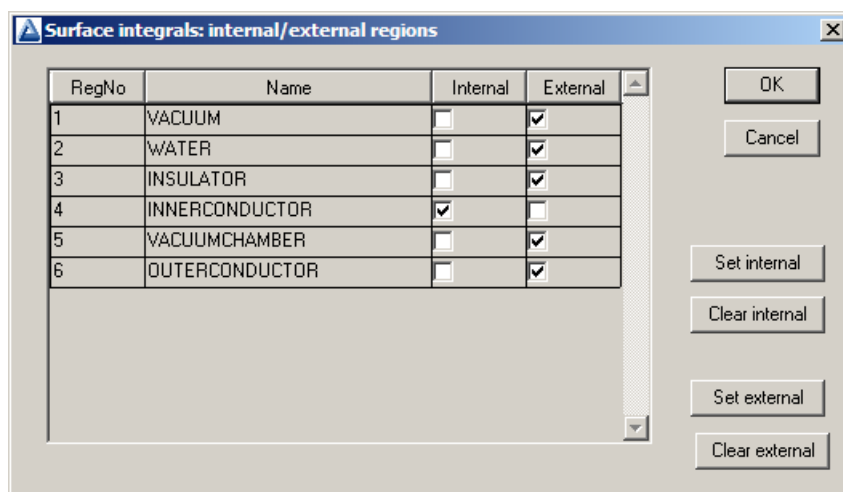 Surface integrals: internal/external regions
RegNo Name Internal External
1 VACUUM
2 WATER
3 INSULATOR
4 INNERCONDUCTOR
5 VACUUMCHAMBER
6 OUTERCONDUCTOR
OK
Cancel
Set internal
Clear internal
Set external
Clear external